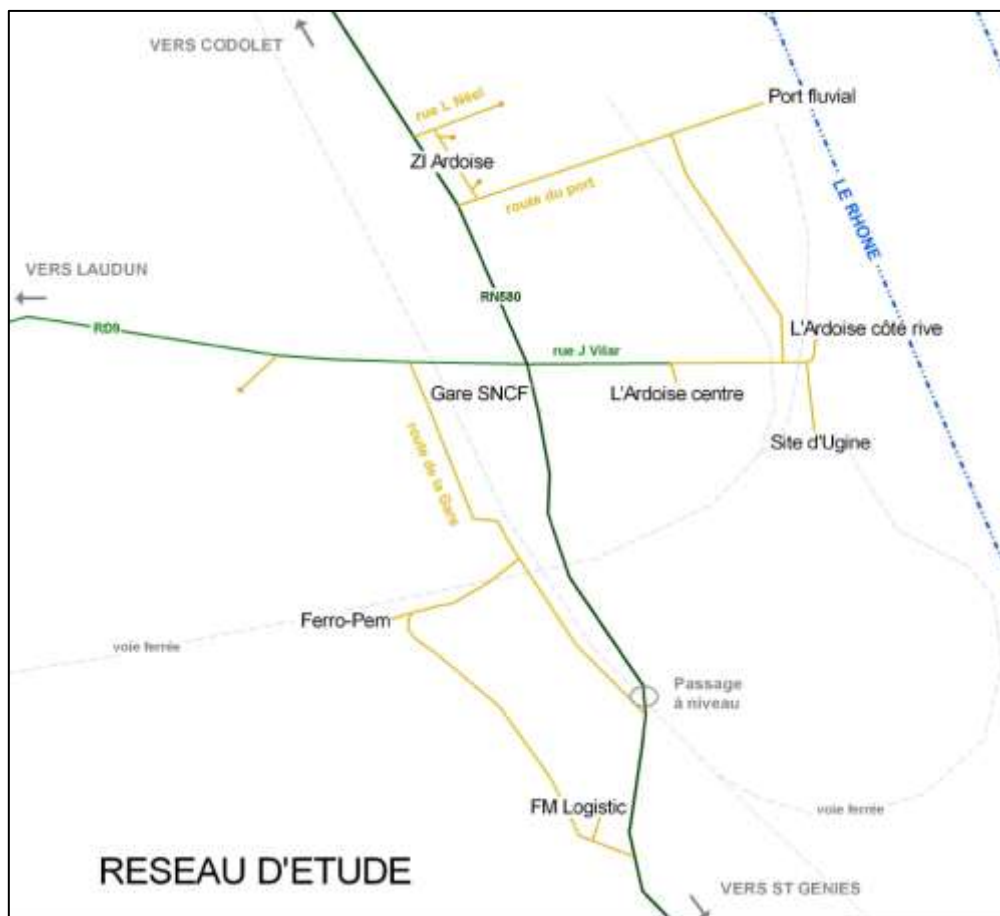 VERS CODOLET
rue L Néel
Port fluvial
ZI Ardoise
route du port
LE RHONE
VERS LAUDUN
RN580
RD9
rue J Vilar
L'Ardoise côté rive
Gare SNCF
L'Ardoise centre
route de la Gare
Site d'Ugine
Ferro-Pem
voie ferrée
Passage
à niveau
FM Logistic
voie ferrée
RESEAU D'ETUDE
VERS ST GENIES